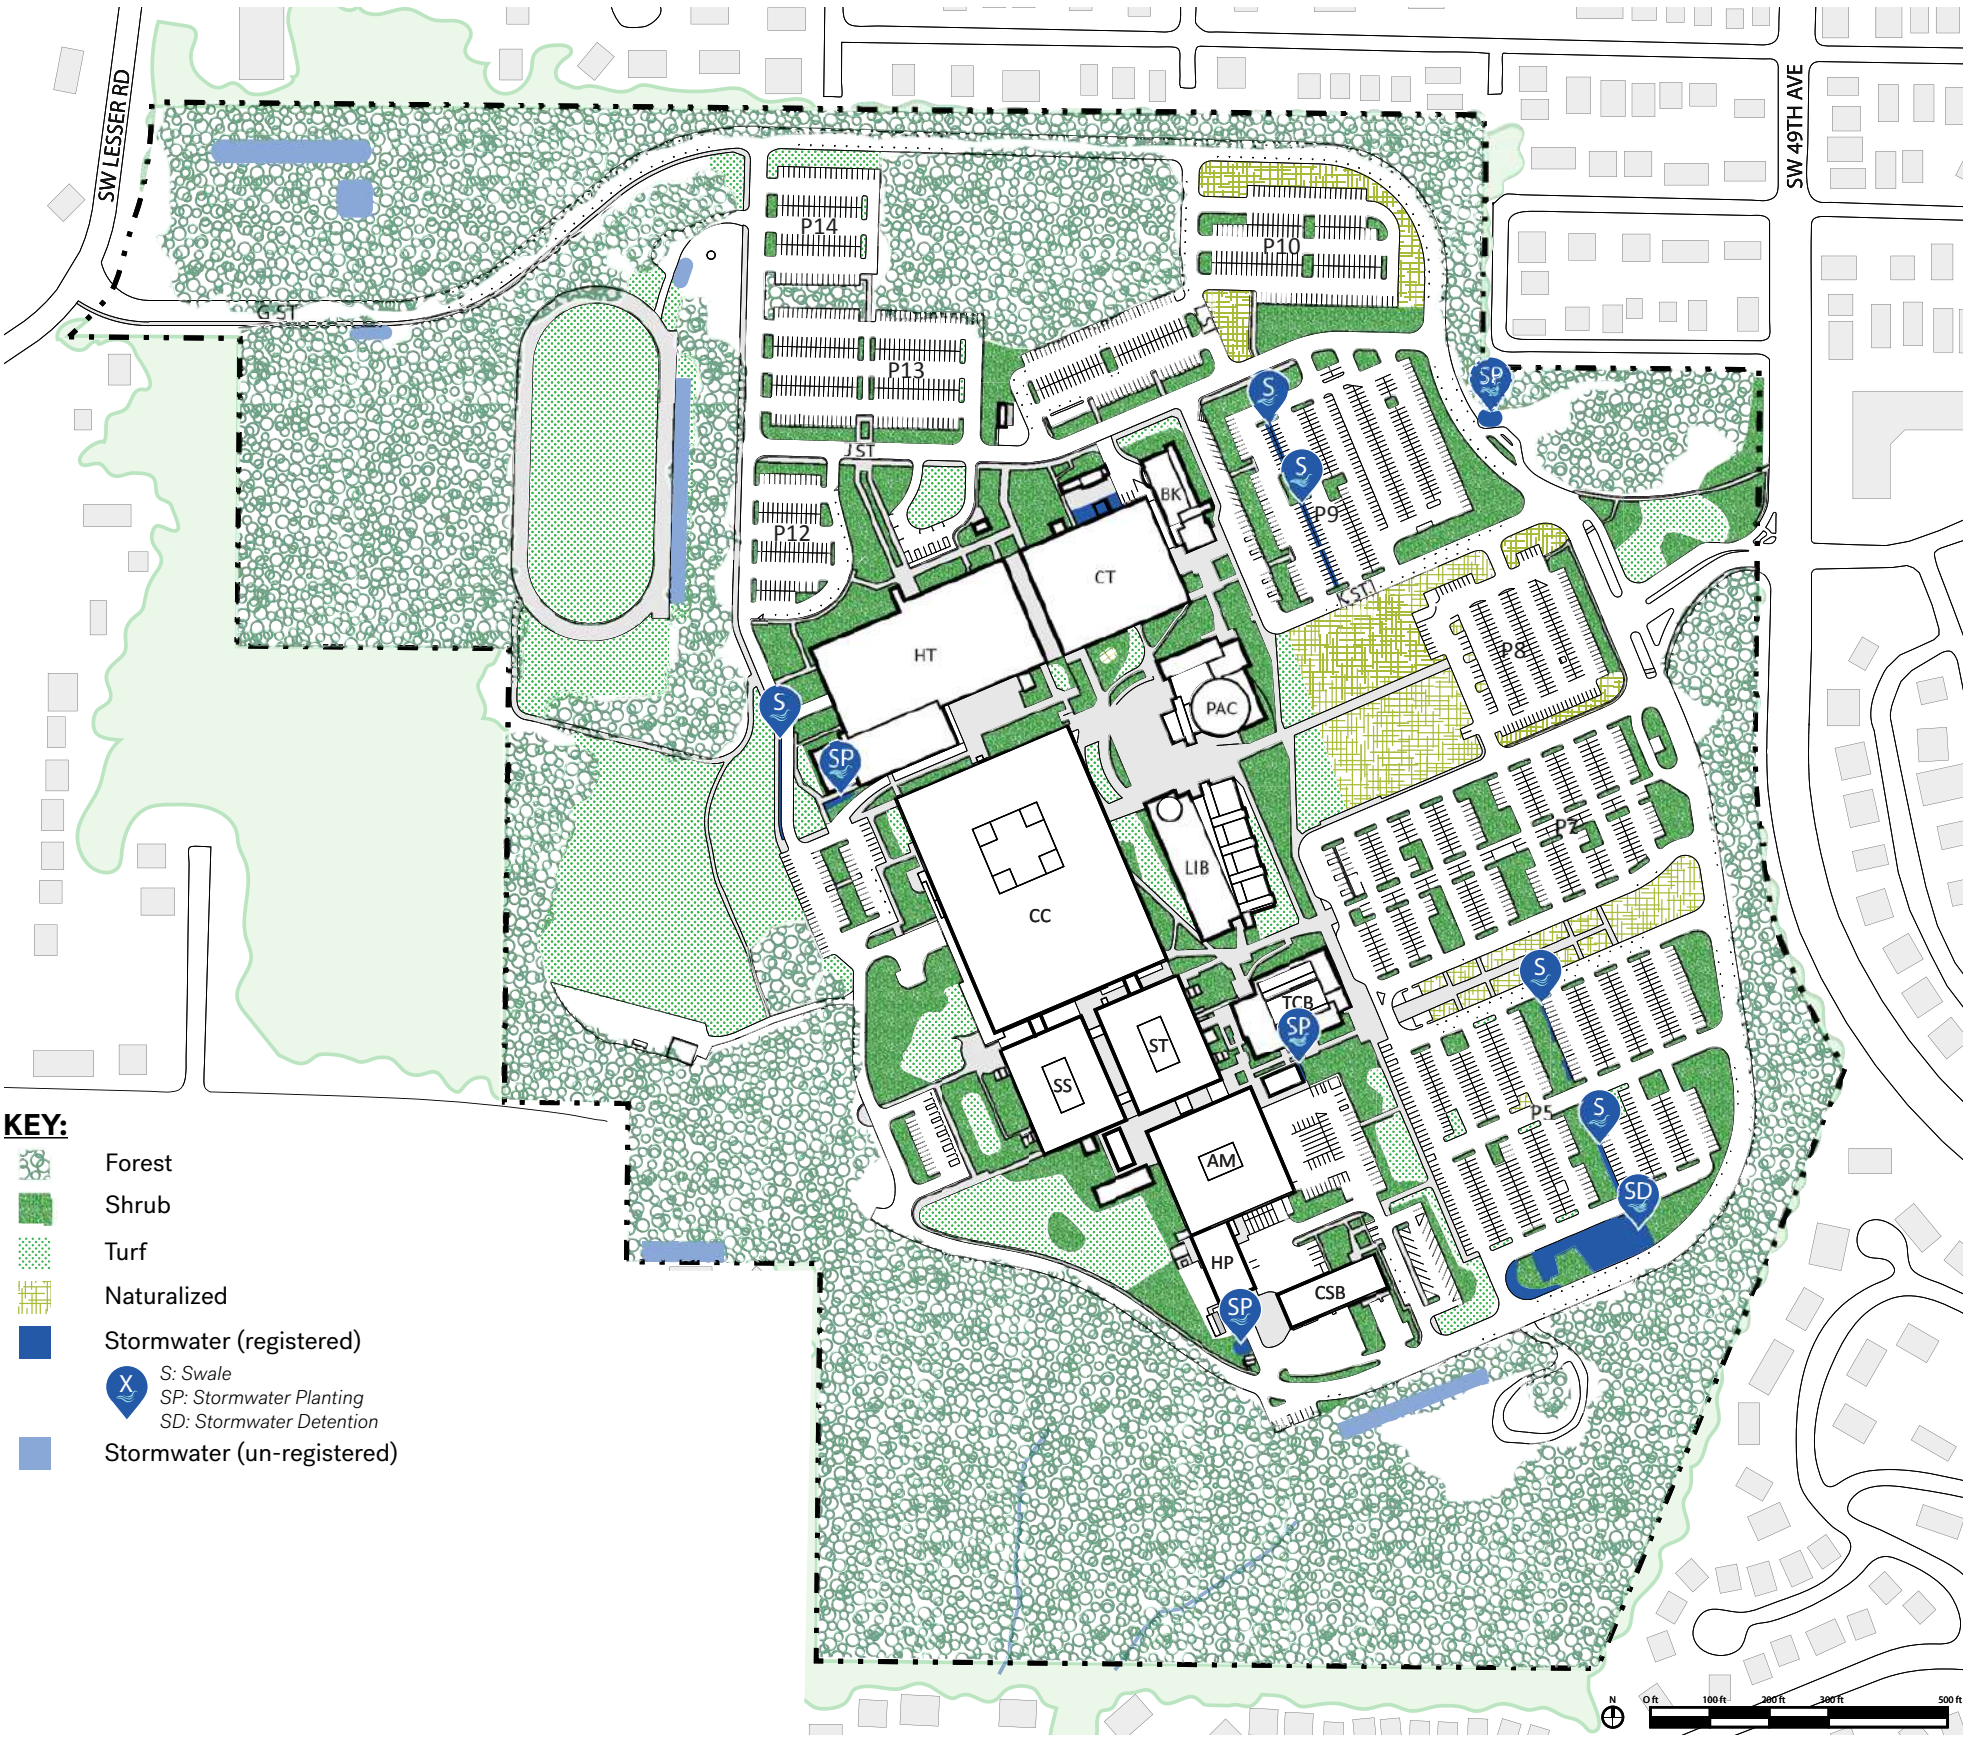 SW LESSER RD
SW 49TH AVE
G ST
P14
P10
P13
SP
S
J ST
S
BK
P12
P9
CT
K ST
HT
P8
S
PAC
SP
P7
LIB
CC
S
TCB
SP
ST
SS
P5
S
AM
SD
HP
CSB
SP
KEY:
Forest
Shrub
Turf
Naturalized
Stormwater (registered)
X
S: Swale
SP: Stormwater Planting
SD: Stormwater Detention
Stormwater (un-registered)
N
0 ft 100 ft 200 ft 300 ft 500 ft